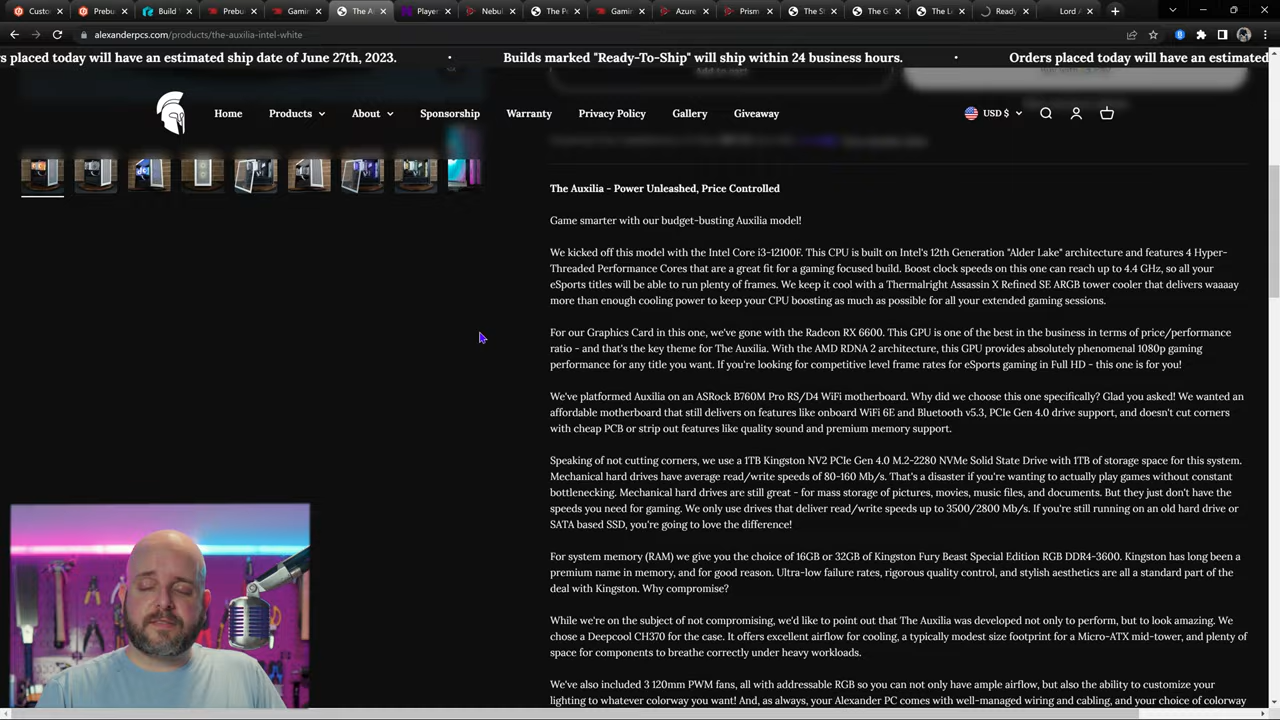 Custo
Prebu
Build
Prebu
Gamin
The Au
Player
Nebul
The Po
Gamin
Azure
Prism
The St
The G
The Li
Ready
Lord A
alexanderpcs.com/products/the-auxilia-intel-white
s placed today will have an estimated ship date of June 27th, 2023. • Builds marked "Ready-To-Ship" will ship within 24 business hours. • Orders placed today will have an estimated
Home Products About Sponsorship Warranty Privacy Policy Gallery Giveaway USD $
The Auxilia - Power Unleashed, Price Controlled
Game smarter with our budget-busting Auxilia model!
We kicked off this model with the Intel Core i3-12100F. This CPU is built on Intel's 12th Generation "Alder Lake" architecture and features 4 Hyper-
Threaded Performance Cores that are a great fit for a gaming focused build. Boost clock speeds on this one can reach up to 4.4 GHz, so all your
eSports titles will be able to run plenty of frames. We keep it cool with a Thermalright Assassin X Refined SE ARGB tower cooler that delivers waaaay
more than enough cooling power to keep your CPU boosting as much as possible for all your extended gaming sessions.
For our Graphics Card in this one, we've gone with the Radeon RX 6600. This GPU is one of the best in the business in terms of price/performance
ratio - and that's the key theme for The Auxilia. With the AMD RDNA 2 architecture, this GPU provides absolutely phenomenal 1080p gaming
performance for any title you want. If you're looking for competitive level frame rates for eSports gaming in Full HD - this one is for you!
We've platformed Auxilia on an ASRock B760M Pro RS/D4 WiFi motherboard. Why did we choose this one specifically? Glad you asked! We wanted an
affordable motherboard that still delivers on features like onboard WiFi 6E and Bluetooth v5.3, PCIe Gen 4.0 drive support, and doesn't cut corners
with cheap PCB or strip out features like quality sound and premium memory support.
Speaking of not cutting corners, we use a 1TB Kingston NV2 PCIe Gen 4.0 M.2-2280 NVMe Solid State Drive with 1TB of storage space for this system.
Mechanical hard drives have average read/write speeds of 80-160 Mb/s. That's a disaster if you're wanting to actually play games without constant
bottlenecking. Mechanical hard drives are still great - for mass storage of pictures, movies, music files, and documents. But they just don't have the
speeds you need for gaming. We only use drives that deliver read/write speeds up to 3500/2800 Mb/s. If you're still running on an old hard drive or
SATA based SSD, you're going to love the difference!
For system memory (RAM) we give you the choice of 16GB or 32GB of Kingston Fury Beast Special Edition RGB DDR4-3600. Kingston has long been a
premium name in memory, and for good reason. Ultra-low failure rates, rigorous quality control, and stylish aesthetics are all a standard part of the
deal with Kingston. Why compromise?
While we're on the subject of not compromising, we'd like to point out that The Auxilia was developed not only to perform, but to look amazing. We
chose a Deepcool CH370 for the case. It offers excellent airflow for cooling, a typically modest size footprint for a Micro-ATX mid-tower, and plenty of
space for components to breathe correctly under heavy workloads.
We've also included 3 120mm PWM fans, all with addressable RGB so you can not only have ample airflow, but also the ability to customize your
lighting to whatever colorway you want! And, as always, your Alexander PC comes with well-managed wiring and cabling, and your choice of colorway